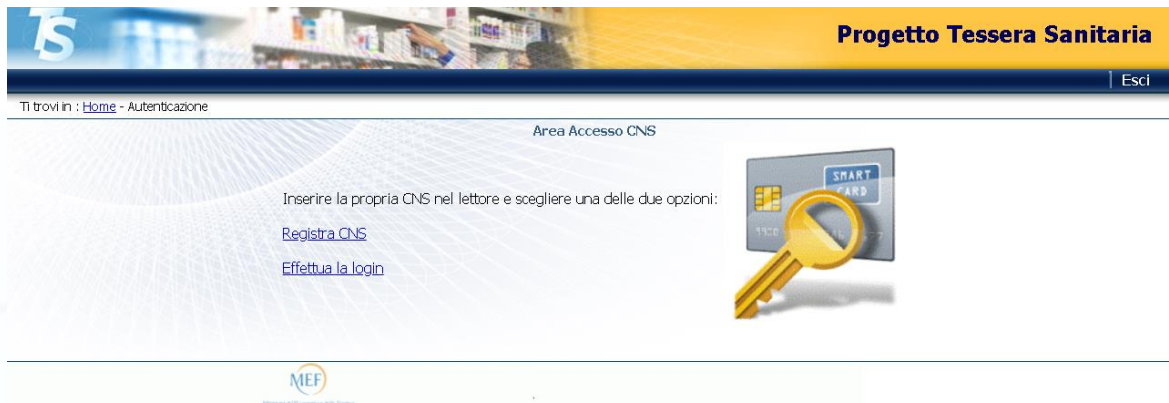 TS
Progetto Tessera Sanitaria
Esci
Ti trovi in : Home - Autenticazione
Area Accesso CNS
SMART
CARD
Inserire la propria CNS nel lettore e scegliere una delle due opzioni:
Registra CNS
Effettua la login
MEF